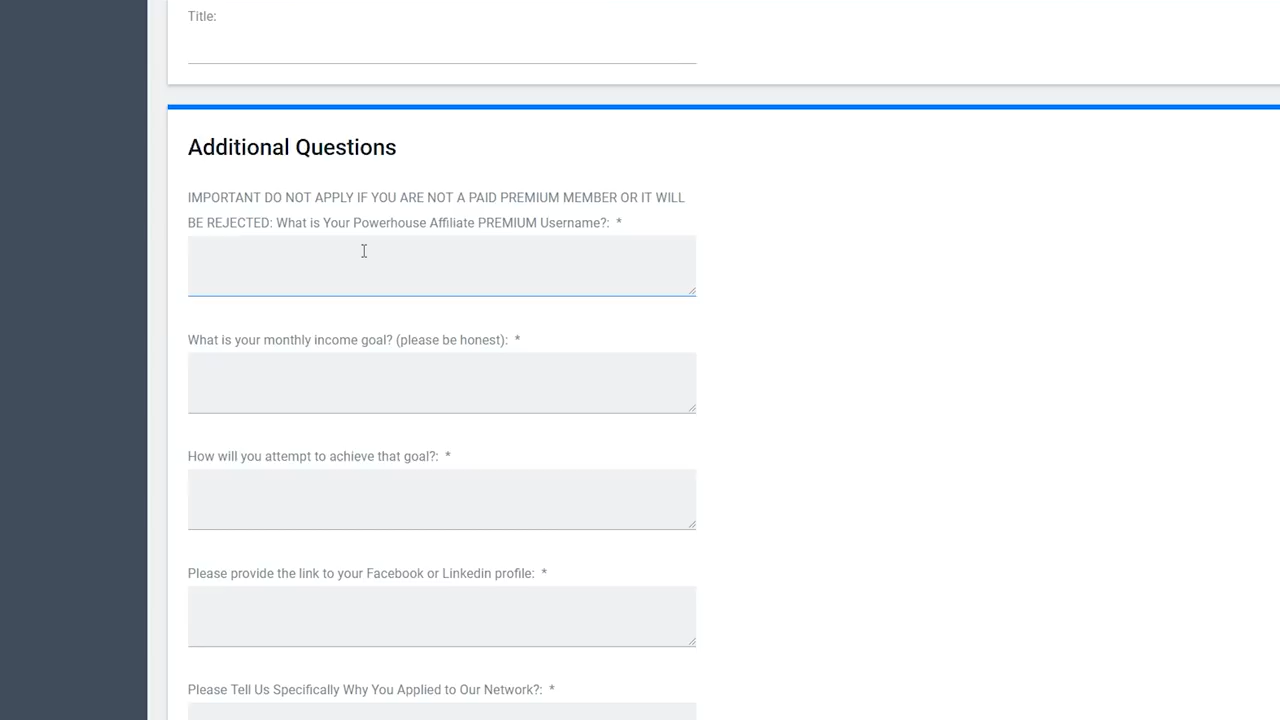 Title:
Additional Questions
IMPORTANT DO NOT APPLY IF YOU ARE NOT A PAID PREMIUM MEMBER OR IT WILL
BE REJECTED: What is Your Powerhouse Affiliate PREMIUM Username?: *
What is your monthly income goal? (please be honest): *
How will you attempt to achieve that goal?: *
Please provide the link to your Facebook or Linkedin profile: *
Please Tell Us Specifically Why You Applied to Our Network?: *